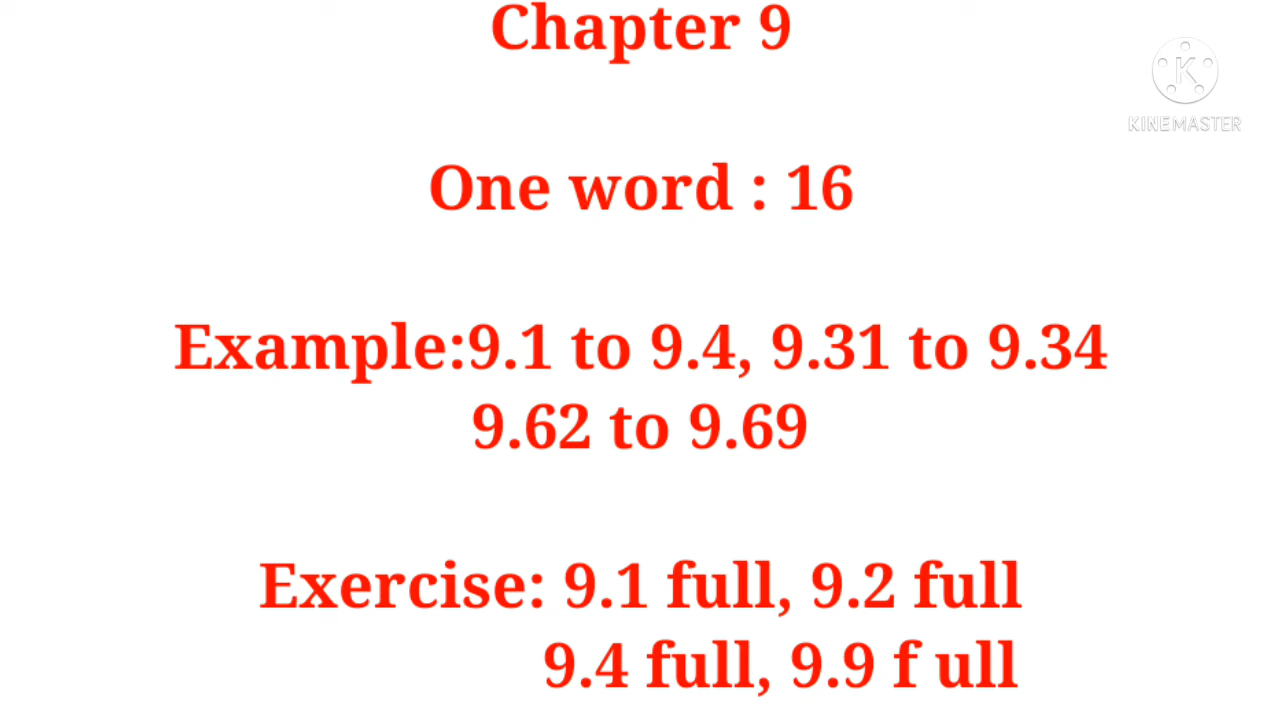 Chapter 9
KINEMASTER
One word : 16
Example:9.1 to 9.4, 9.31 to 9.34
9.62 to 9.69
Exercise: 9.1 full, 9.2 full
9.4 full, 9.9 f ull